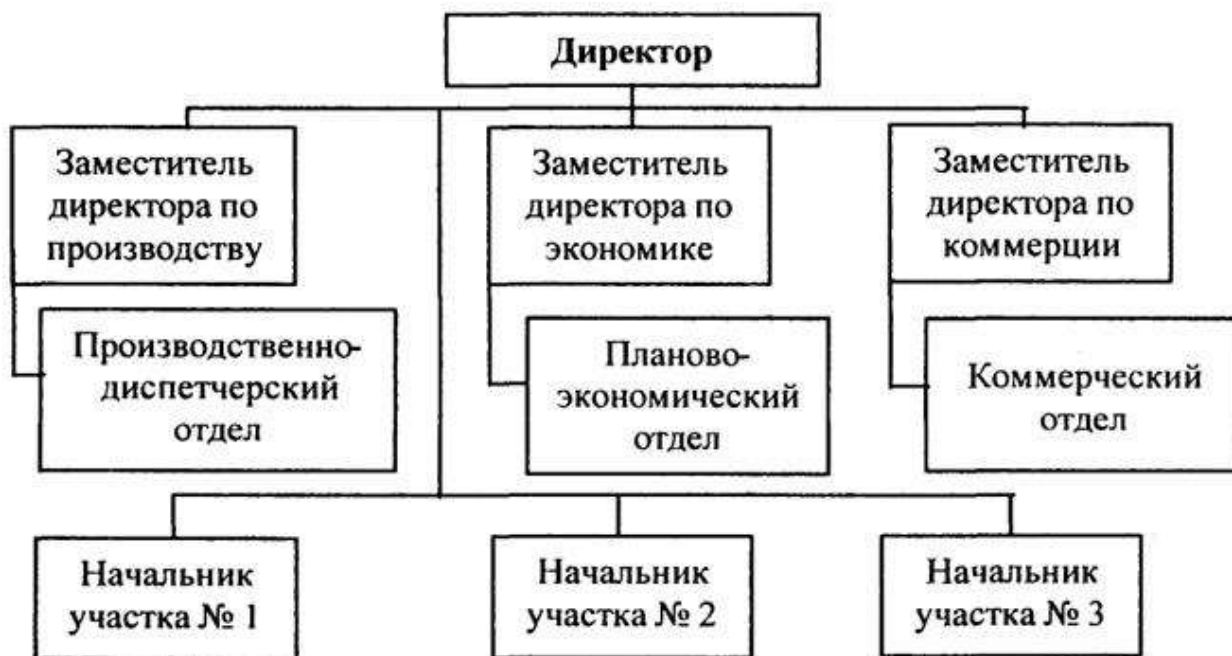 Директор
Заместитель
директора по
производству
Заместитель
директора по
экономике
Заместитель
директора по
коммерции
Производственно-
диспетчерский
отдел
Планово-
экономический
отдел
Коммерческий
отдел
Начальник
участка № 1
Начальник
участка № 2
Начальник
участка № 3